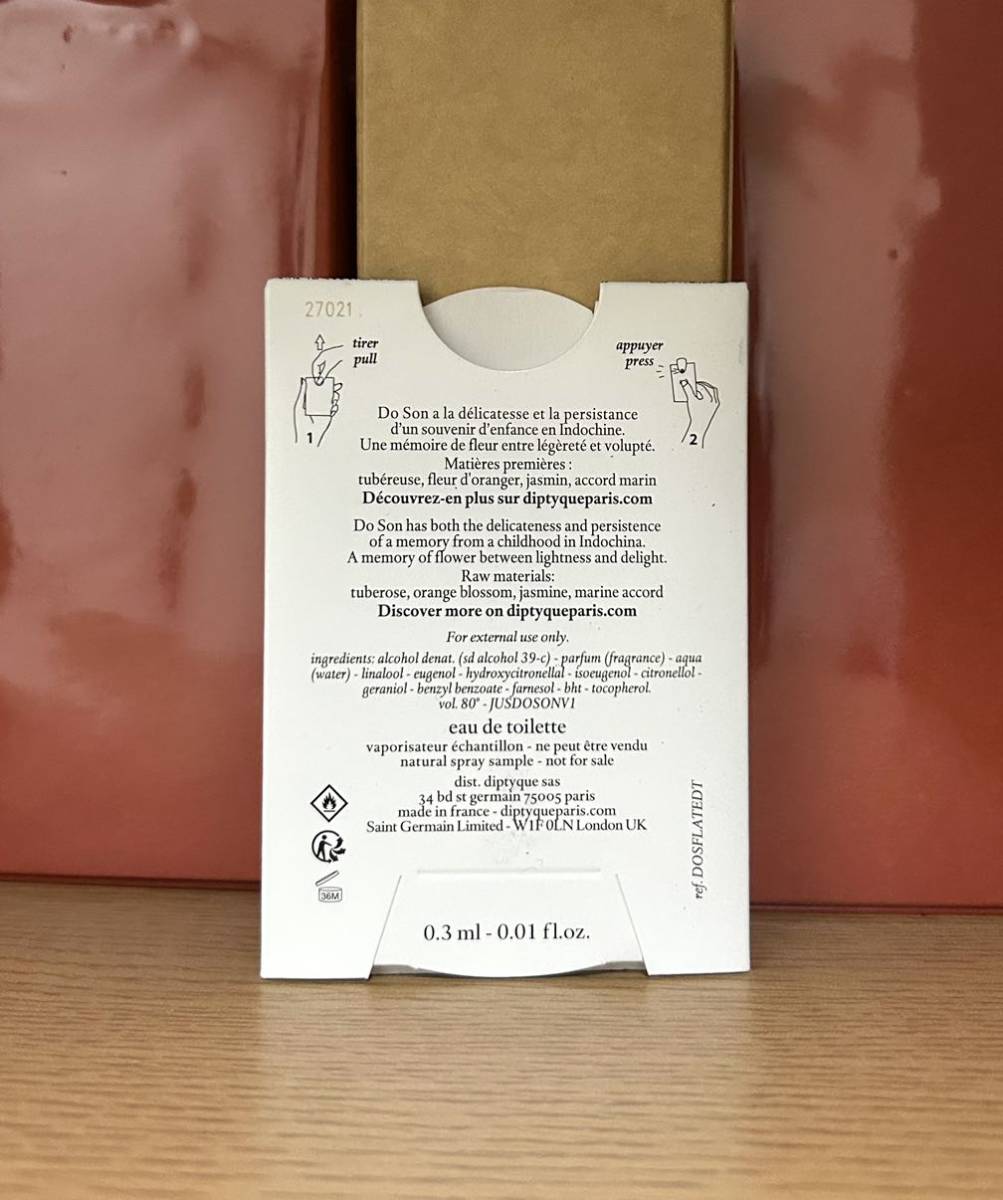 27021.
tirer
pull
1
appuyer
press
2
Do Son a la délicatesse et la persistance
d'un souvenir d'enfance en Indochine.
Une mémoire de fleur entre légèreté et volupté.
Matières premières :
tubéreuse, fleur d'oranger, jasmin, accord marin
Découvrez-en plus sur diptyqueparis.com
Do Son has both the delicateness and persistence
of a memory from a childhood in Indochina.
A memory of flower between lightness and delight.
Raw materials:
tuberose, orange blossom, jasmine, marine accord
Discover more on diptyqueparis.com
For external use only.
ingredients: alcohol denat. (sd alcohol 39-c) - parfum (fragrance) - aqua
(water) - linalool - eugenol - hydroxycitronellal - isoeugenol - citronellol -
geraniol - benzyl benzoate - farnesol - bht - tocopherol.
vol. 80° - JUSDOSONV1
eau de toilette
vaporisateur échantillon - ne peut être vendu
natural spray sample - not for sale
dist. diptyque sas
34 bd st germain 75005 paris
made in france - diptyqueparis.com
Saint Germain Limited - W1F 0LN London UK
36M
ref. DOSFLATEDT
0.3 ml - 0.01 fl.oz.